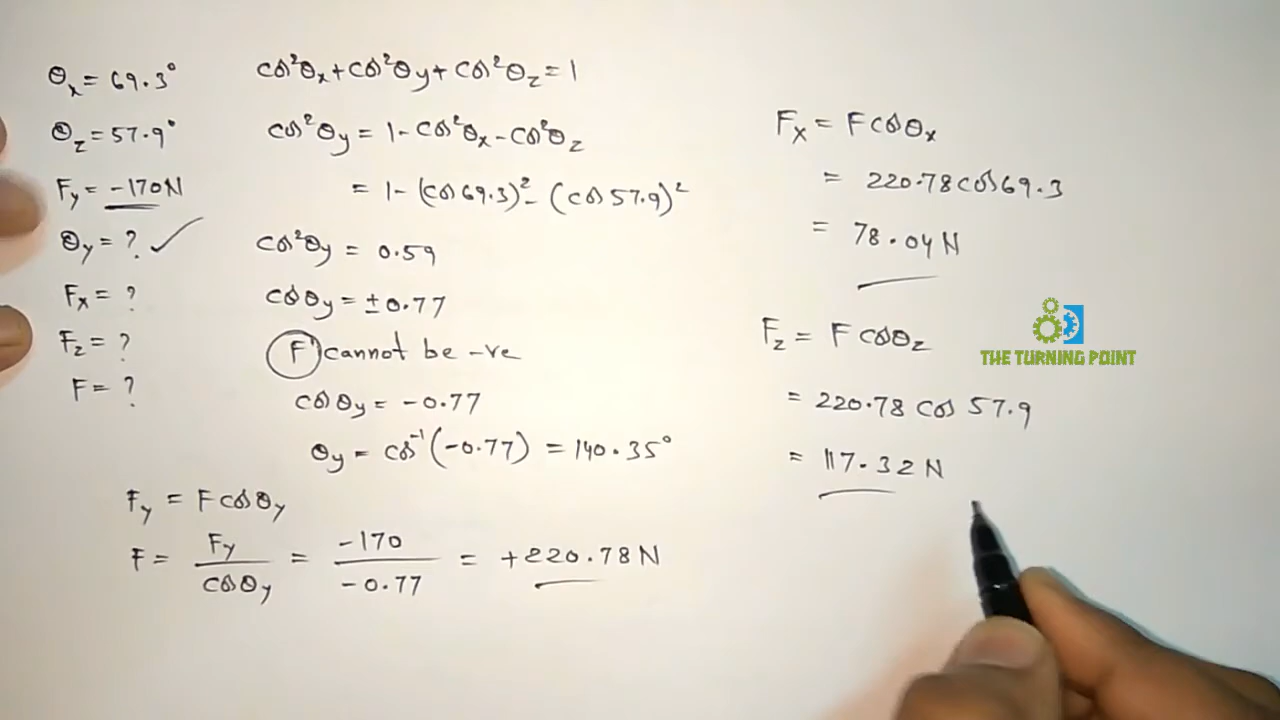 θx = 69.3°
θz = 57.9°
Fy = -170N
θy = ? ✓
Fx = ?
Fz = ?
F = ?
cos²θx + cos²θy + cos²θz = 1
cos²θy = 1 - cos²θx - cos²θz
= 1 - (cos 69.3)² - (cos 57.9)²
cos²θy = 0.59
cosθy = ±0.77
'F' cannot be -ve
cosθy = -0.77
θy = cos⁻¹(-0.77) = 140.35°
Fy = F cosθy
F = Fy/cosθy = -170/-0.77 = +220.78 N
Fx = F cosθx
= 220.78 cos 69.3
= 78.04 N
Fz = F cosθz
= 220.78 cos 57.9
= 117.32 N
THE TURNING POINT